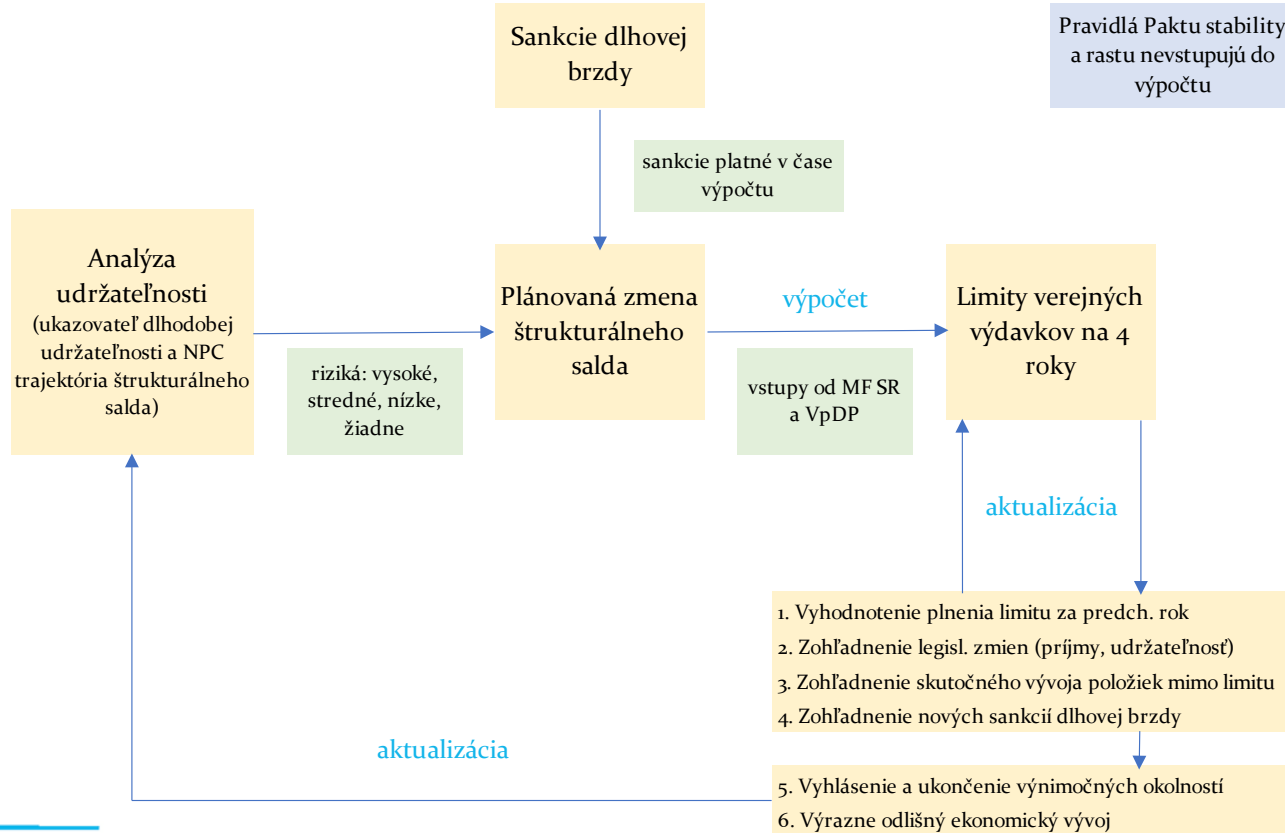 Sankcie dlhovej
brzdy
Pravidlá Paktu stability
a rastu nevstupujú do
výpočtu
sankcie platné v čase
výpočtu
Analýza
udržateľnosti
(ukazovateľ dlhodobej
udržateľnosti a NPC
trajektória štrukturálneho
salda)
riziká: vysoké,
stredné, nízke,
žiadne
Plánovaná zmena
štrukturálneho
salda
výpočet
vstupy od MF SR
a VpDP
Limity verejných
výdavkov na 4
roky
aktualizácia
1. Vyhodnotenie plnenia limitu za predch. rok
2. Zohľadnenie legisl. zmien (príjmy, udržateľnosť)
3. Zohľadnenie skutočného vývoja položiek mimo limitu
4. Zohľadnenie nových sankcií dlhovej brzdy
aktualizácia
5. Vyhlásenie a ukončenie výnimočných okolností
6. Výrazne odlišný ekonomický vývoj